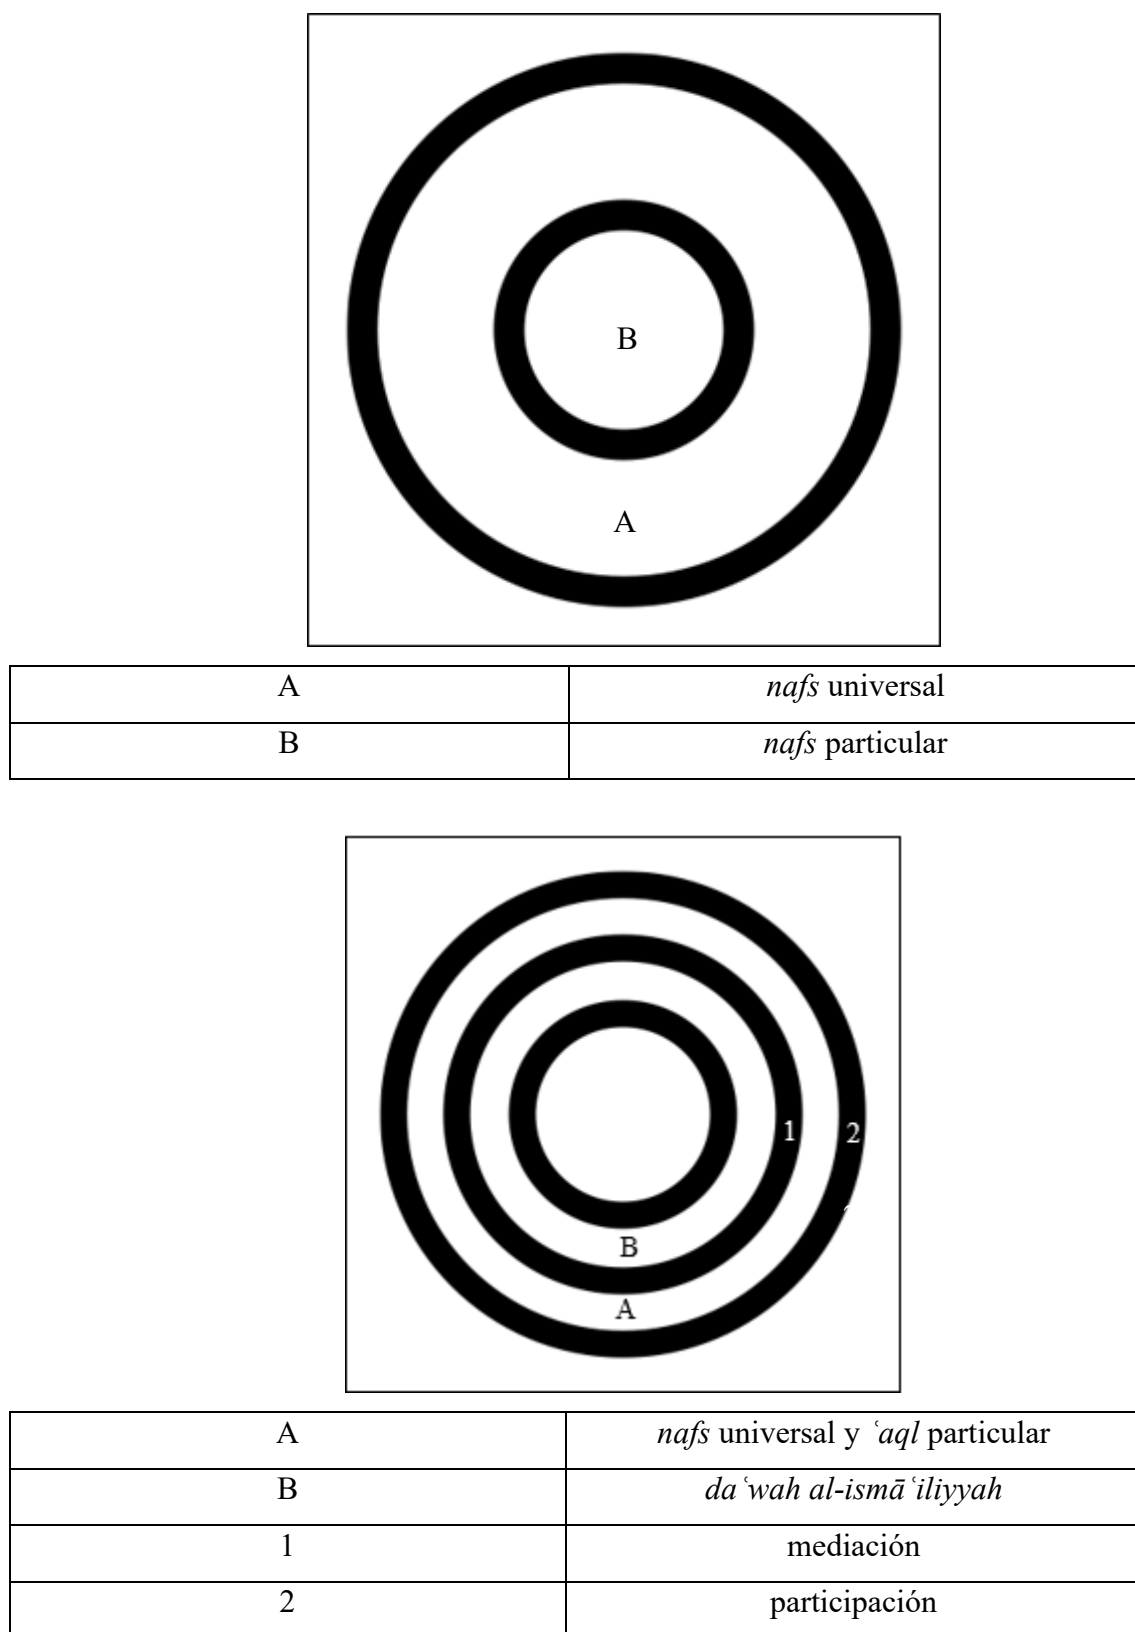 B
A
A nafs universal
B nafs particular
1 2
B
A
A nafs universal y ʿaql particular
B daʿwah al-ismāʿiliyyah
1 mediación
2 participación